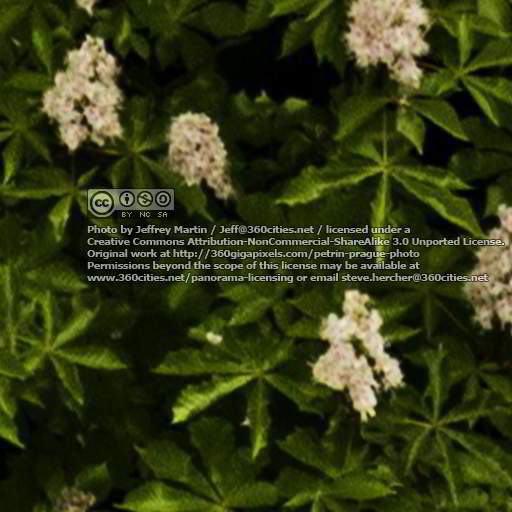 cc
BY NC SA
Photo by Jeffrey Martin / Jeff@360cities.net / licensed under a
Creative Commons Attribution-NonCommercial-ShareAlike 3.0 Unported License.
Original work at http://360gigapixels.com/petrin-prague-photo
Permissions beyond the scope of this license may be available at
www.360cities.net/panorama-licensing or email steve.hercher@360cities.net